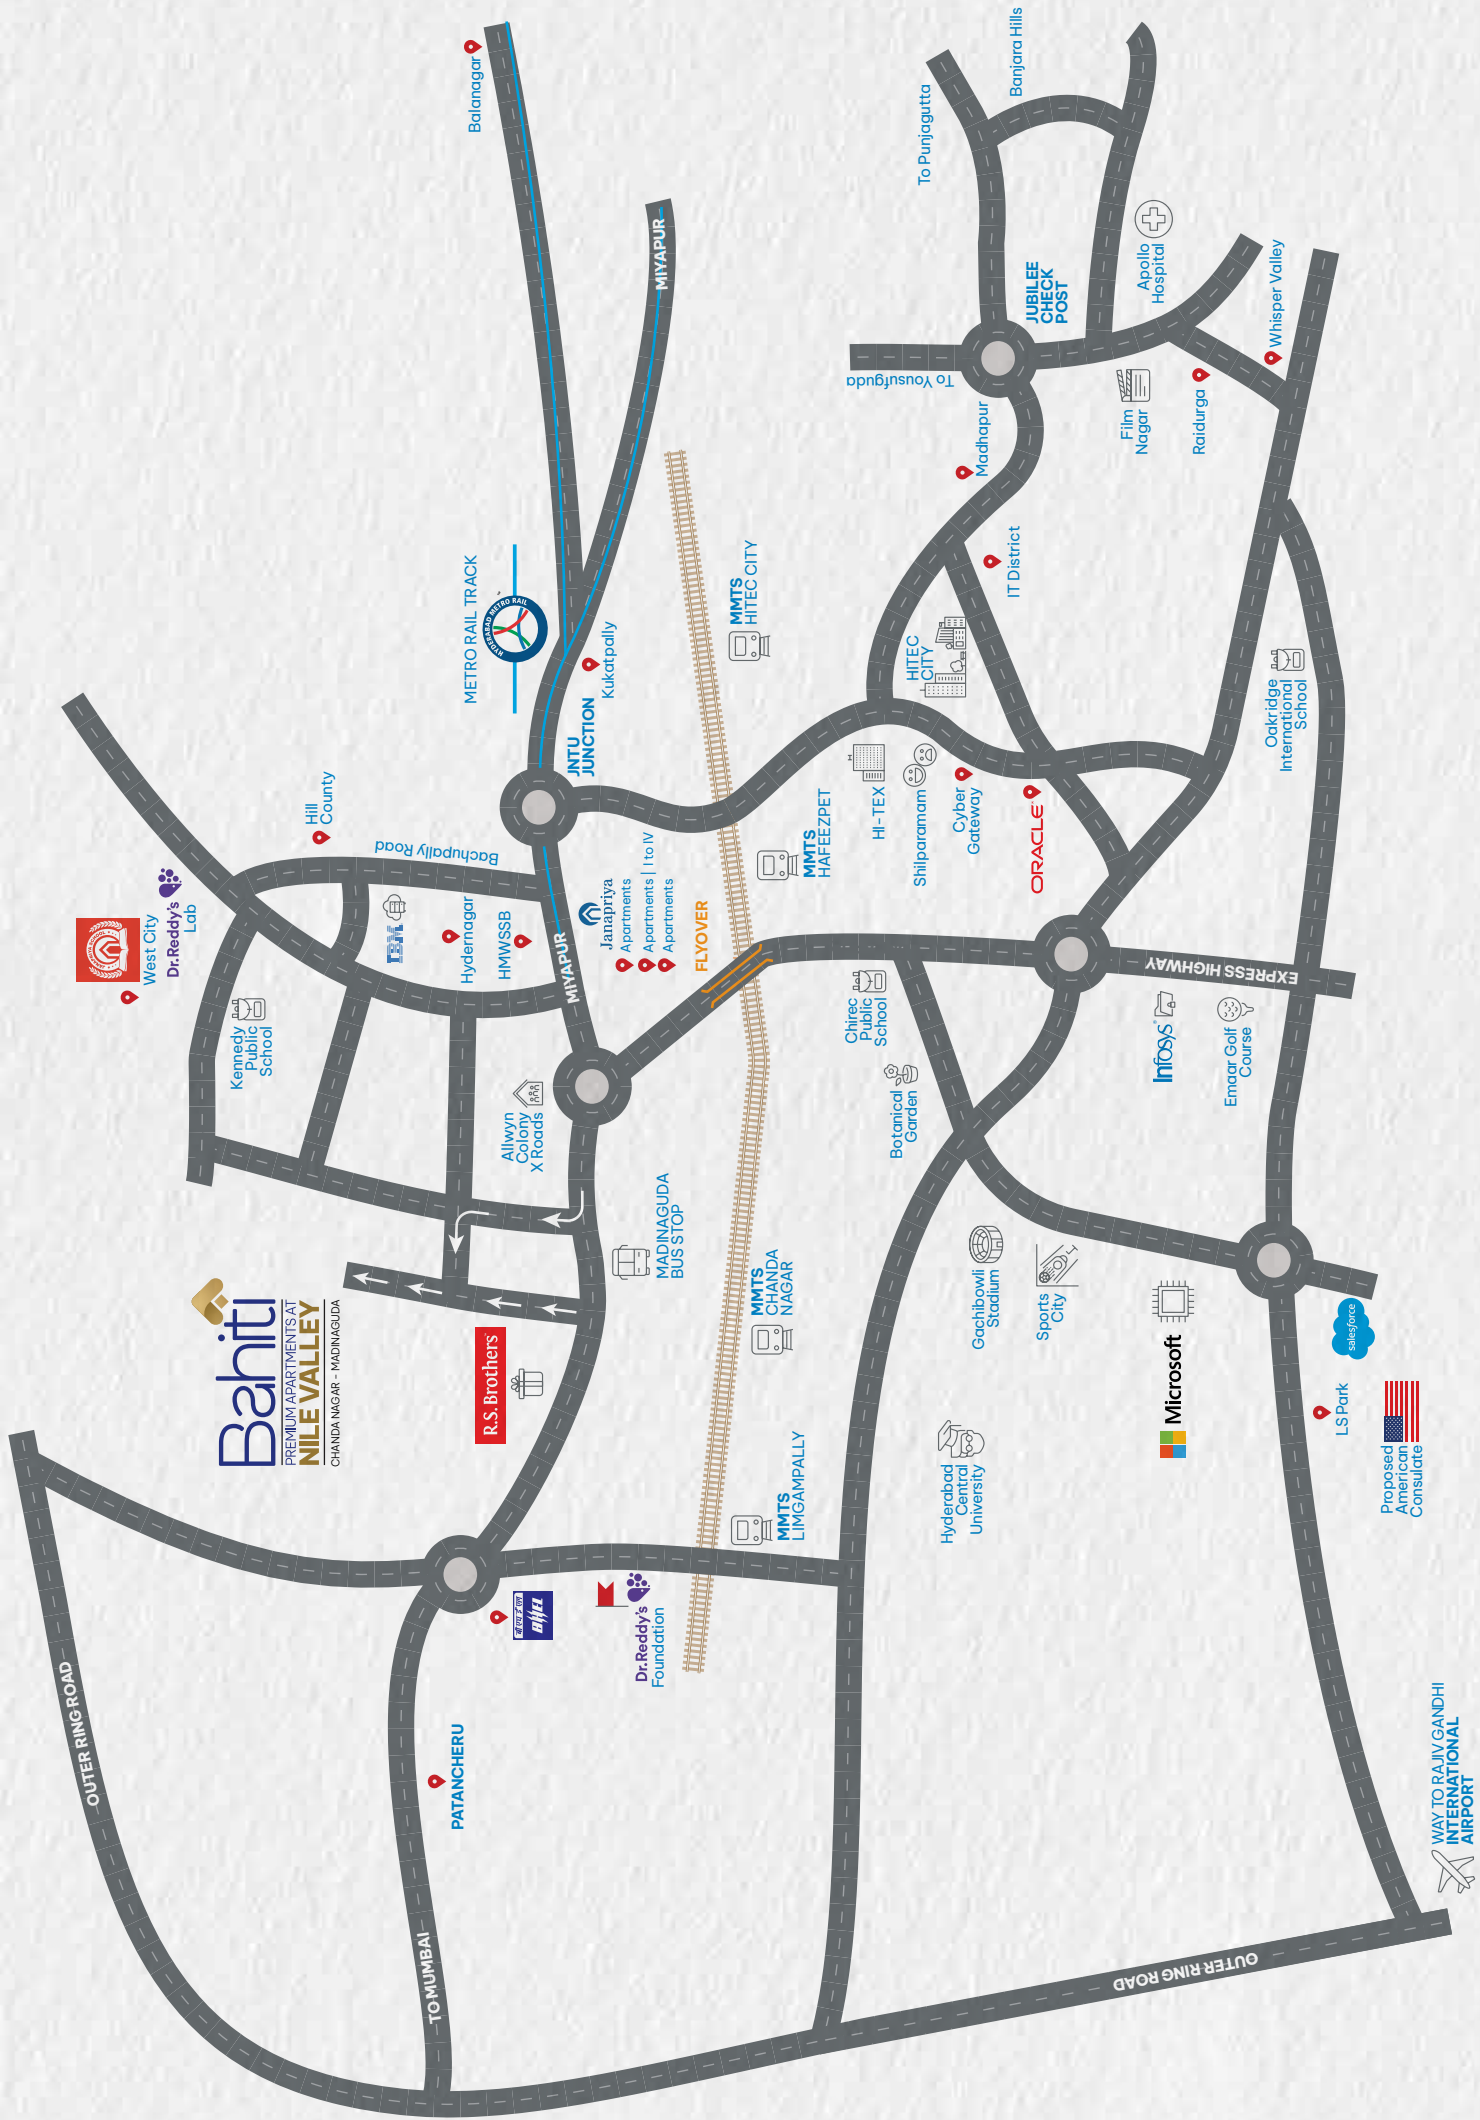 OUTER RING ROAD
TO MUMBAI
PATANCHERU
Bahiti
PREMIUM APARTMENTS AT
NILE VALLEY
CHANDA NAGAR - MADINAGUDA
R.S. Brothers
BHEL
Dr.Reddy's
Foundation
West City
Dr.Reddy's
Lab
Kennedy
Public
School
Hill
County
Bachupally Road
IBM
Hydernagar
HMWSSB
MIYAPUR
Allwyn
Colony
X Roads
MADINAGUDA
BUS STOP
METRO RAIL TRACK
HYDERABAD METRO RAIL
Balanagar
MIYAPUR
Kukatpally
JNTU
JUNCTION
Janapriya
Apartments
Apartments | I to IV
Apartments
FLYOVER
MMTS
HITEC CITY
MMTS
HAFEEZPET
MMTS
CHANDA
NAGAR
MMTS
LIMGAMPALLY
To Punjagutta
Banjara Hills
To Yousufguda
JUBILEE
CHECK
POST
Apollo
Hospital
Madhapur
Film
Nagar
Raidurga
Whisper Valley
IT District
HITEC
CITY
HI-TEX
Shilparamam
Cyber
Gateway
ORACLE
Oakridge
International
School
Chirec
Public
School
Botanical
Garden
EXPRESS HIGHWAY
Infosys
Emaar Golf
Course
Gachibowli
Stadium
Sports
City
Microsoft
Hyderabad
Central
University
salesforce
LS Park
Proposed
American
Consulate
WAY TO RAJIV GANDHI
INTERNATIONAL
AIRPORT
OUTER RING ROAD